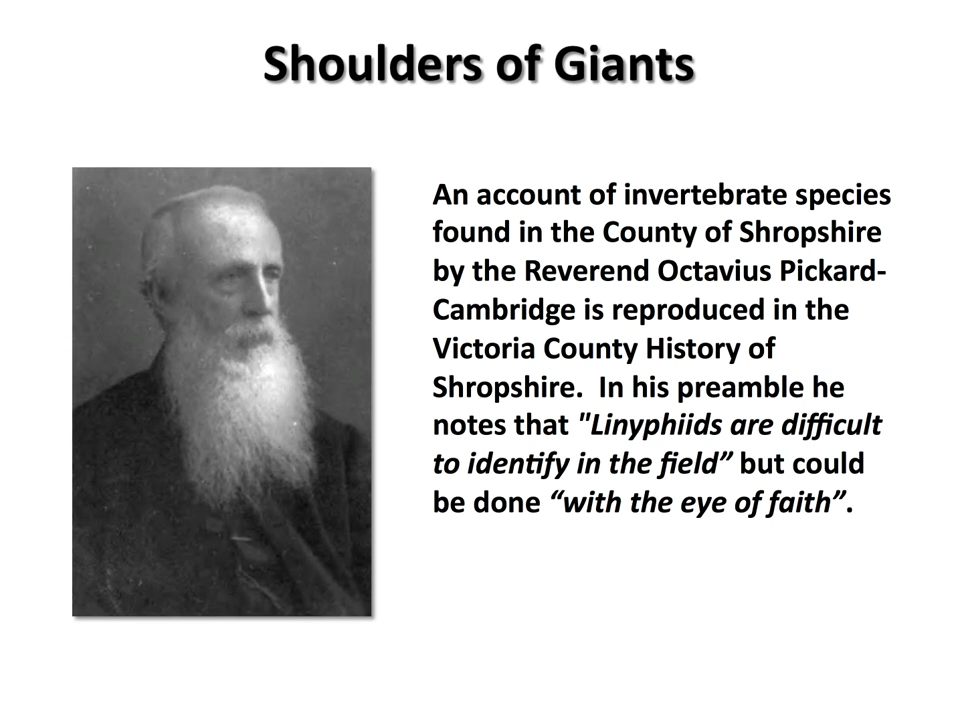 Shoulders of Giants
An account of invertebrate species
found in the County of Shropshire
by the Reverend Octavius Pickard-
Cambridge is reproduced in the
Victoria County History of
Shropshire.  In his preamble he
notes that "Linyphiids are difficult
to identify in the field” but could
be done “with the eye of faith”.